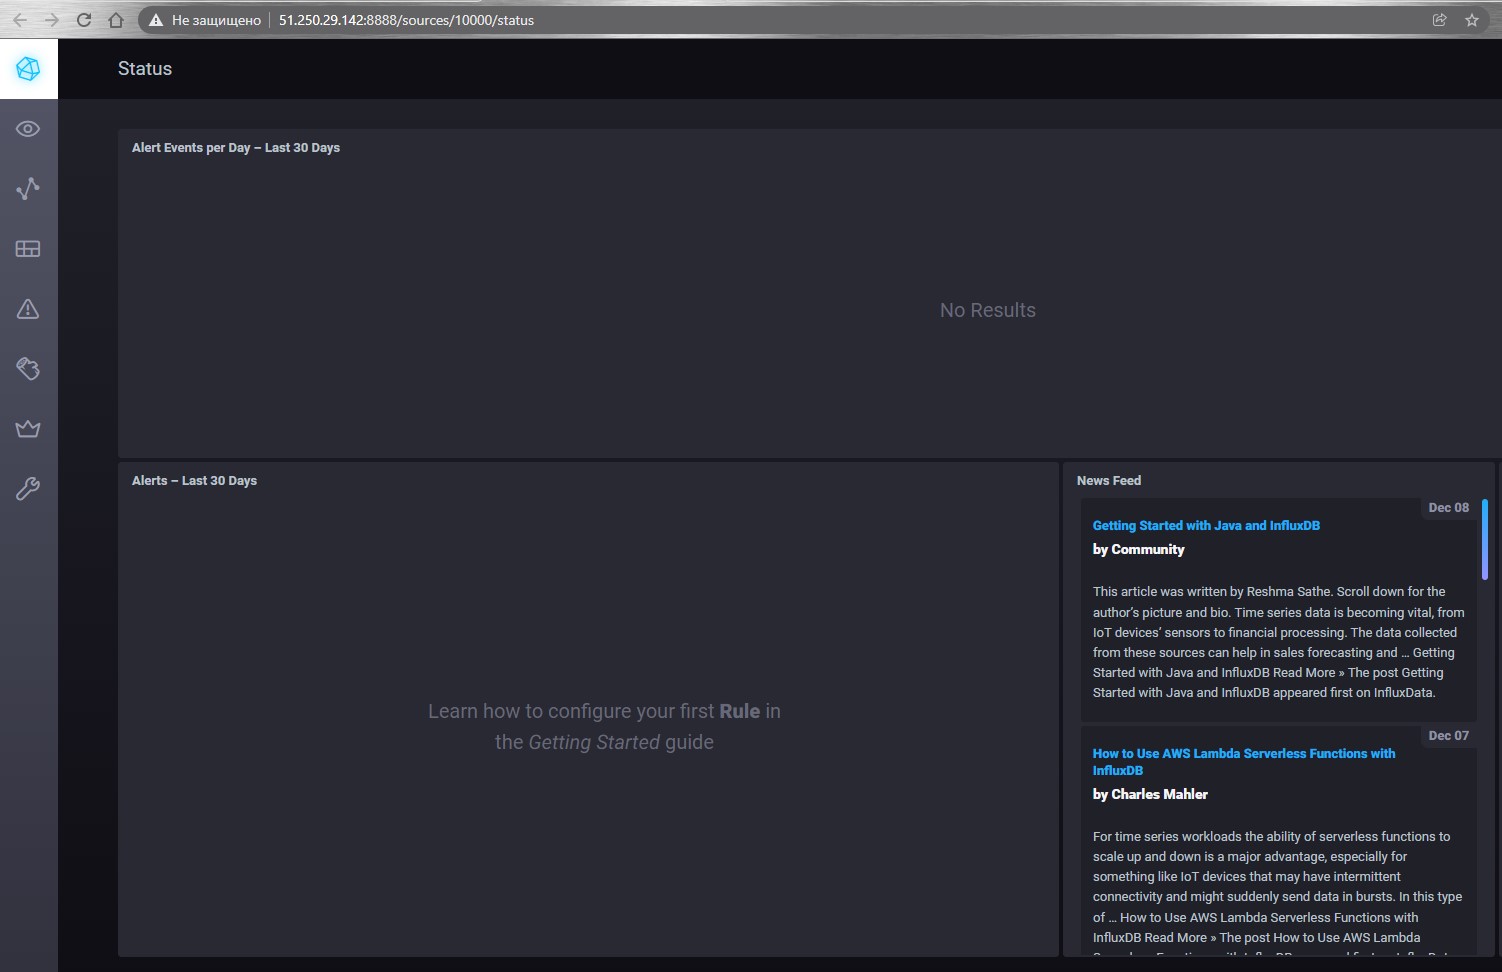 Не защищено
51.250.29.142:8888/sources/10000/status
Status
Alert Events per Day – Last 30 Days
No Results
Alerts – Last 30 Days
Learn how to configure your first Rule in
the Getting Started guide
News Feed
Dec 08
Getting Started with Java and InfluxDB
by Community
This article was written by Reshma Sathe. Scroll down for the
author’s picture and bio. Time series data is becoming vital, from
IoT devices’ sensors to financial processing. The data collected
from these sources can help in sales forecasting and … Getting
Started with Java and InfluxDB Read More » The post Getting
Started with Java and InfluxDB appeared first on InfluxData.
Dec 07
How to Use AWS Lambda Serverless Functions with
InfluxDB
by Charles Mahler
For time series workloads the ability of serverless functions to
scale up and down is a major advantage, especially for
something like IoT devices that may have intermittent
connectivity and might suddenly send data in bursts. In this type
of … How to Use AWS Lambda Serverless Functions with
InfluxDB Read More » The post How to Use AWS Lambda